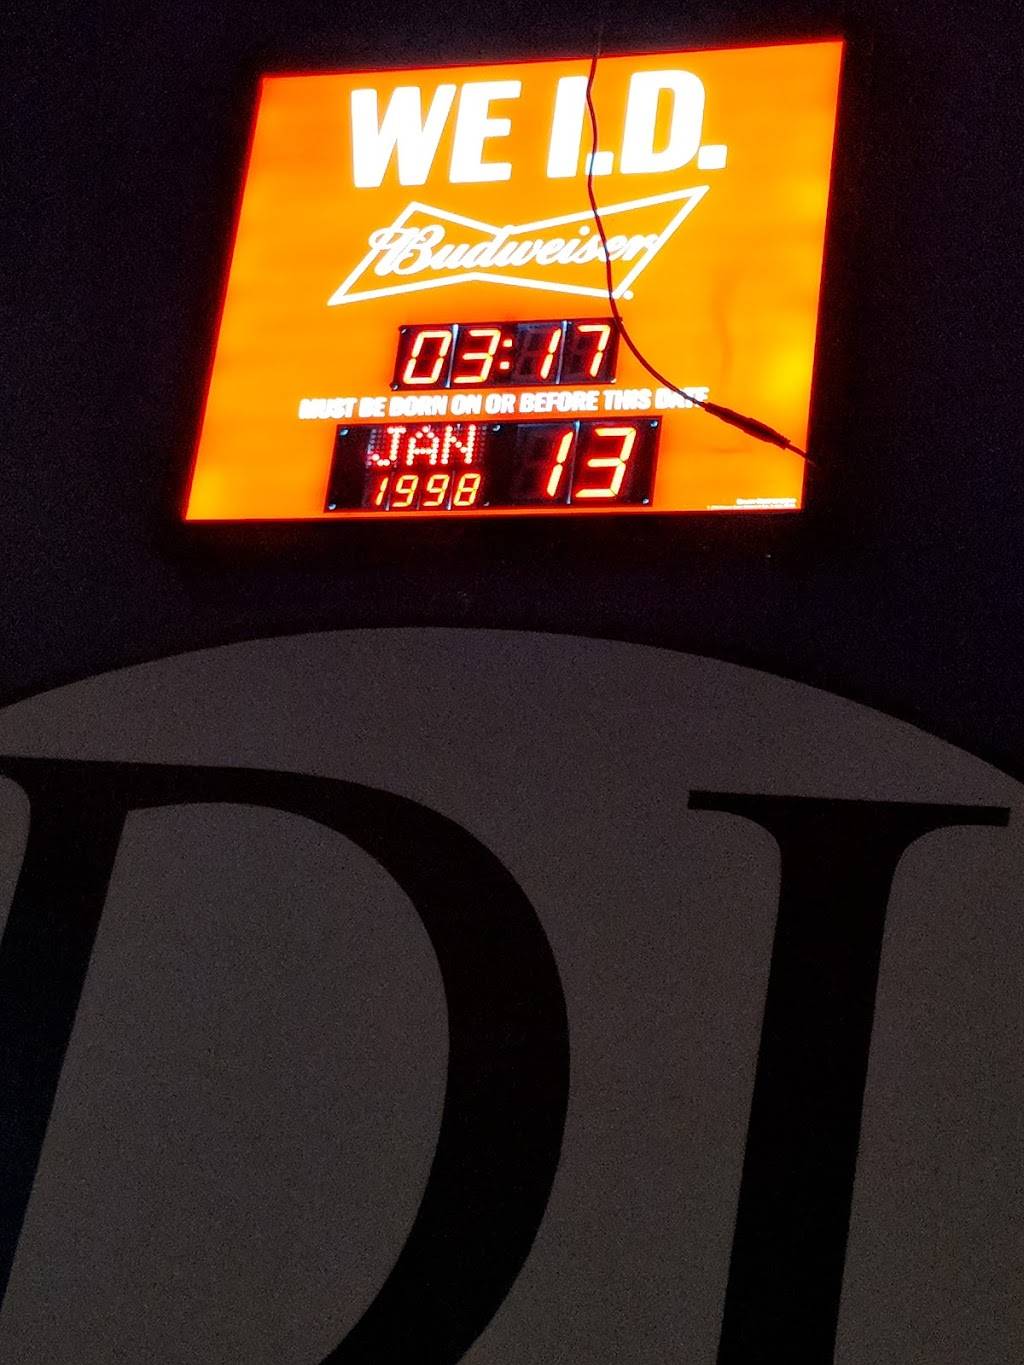 WE I.D.
Budweiser
03:17
MUST BE BORN ON OR BEFORE THIS DATE
JAN 13
1998
DI